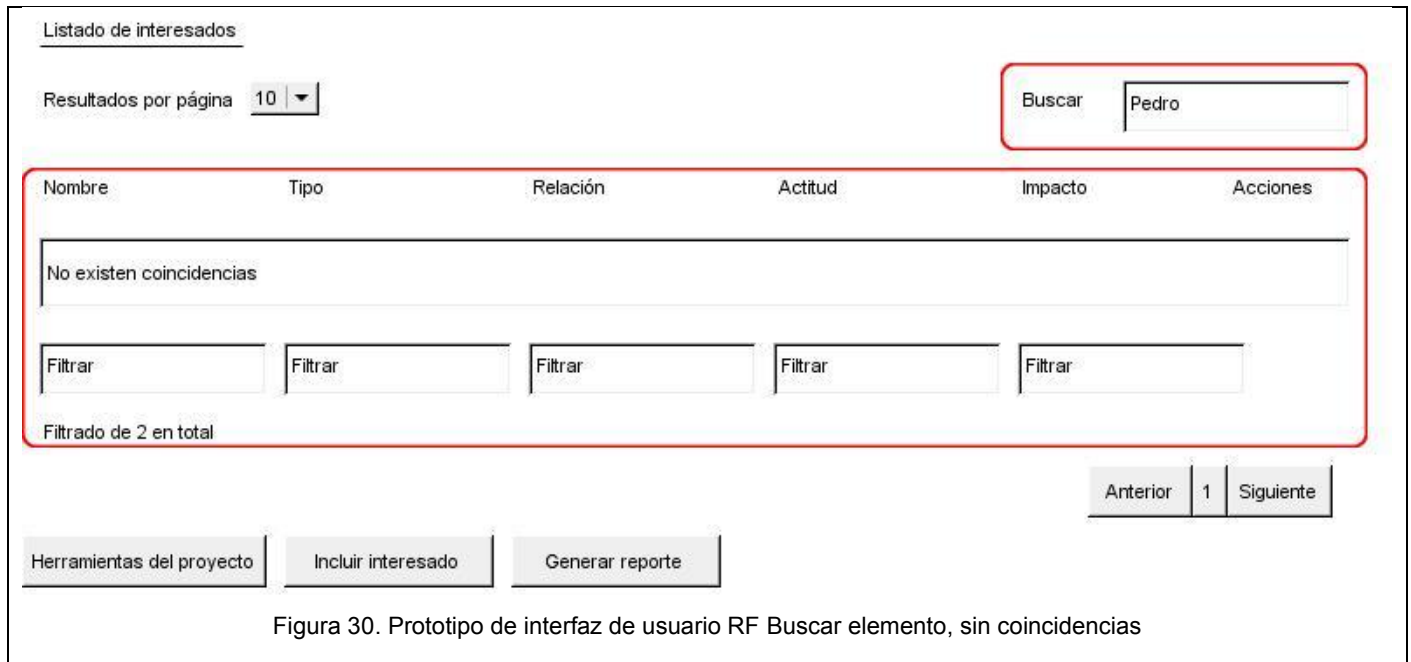 Listado de interesados
Resultados por página 10 Buscar Pedro
Nombre Tipo Relación Actitud Impacto Acciones
No existen coincidencias
Filtrar Filtrar Filtrar Filtrar Filtrar
Filtrado de 2 en total
Anterior 1 Siguiente
Herramientas del proyecto Incluir interesado Generar reporte
Figura 30. Prototipo de interfaz de usuario RF Buscar elemento, sin coincidencias